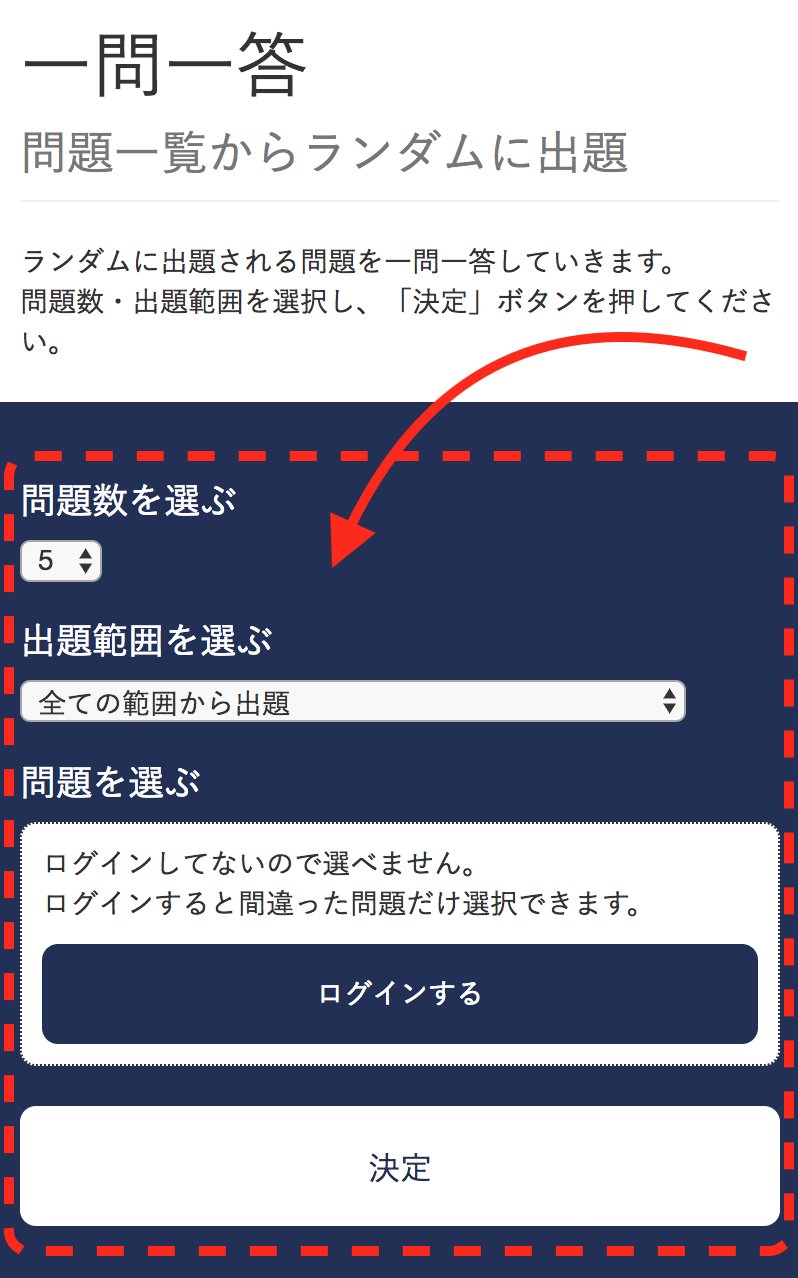 一問一答
問題一覧からランダムに出題
ランダムに出題される問題を一問一答していきます。
問題数・出題範囲を選択し、「決定」ボタンを押してくださ
い。
問題数を選ぶ
5
出題範囲を選ぶ
全ての範囲から出題
問題を選ぶ
ログインしてないので選べません。
ログインすると間違った問題だけ選択できます。
ログインする
決定